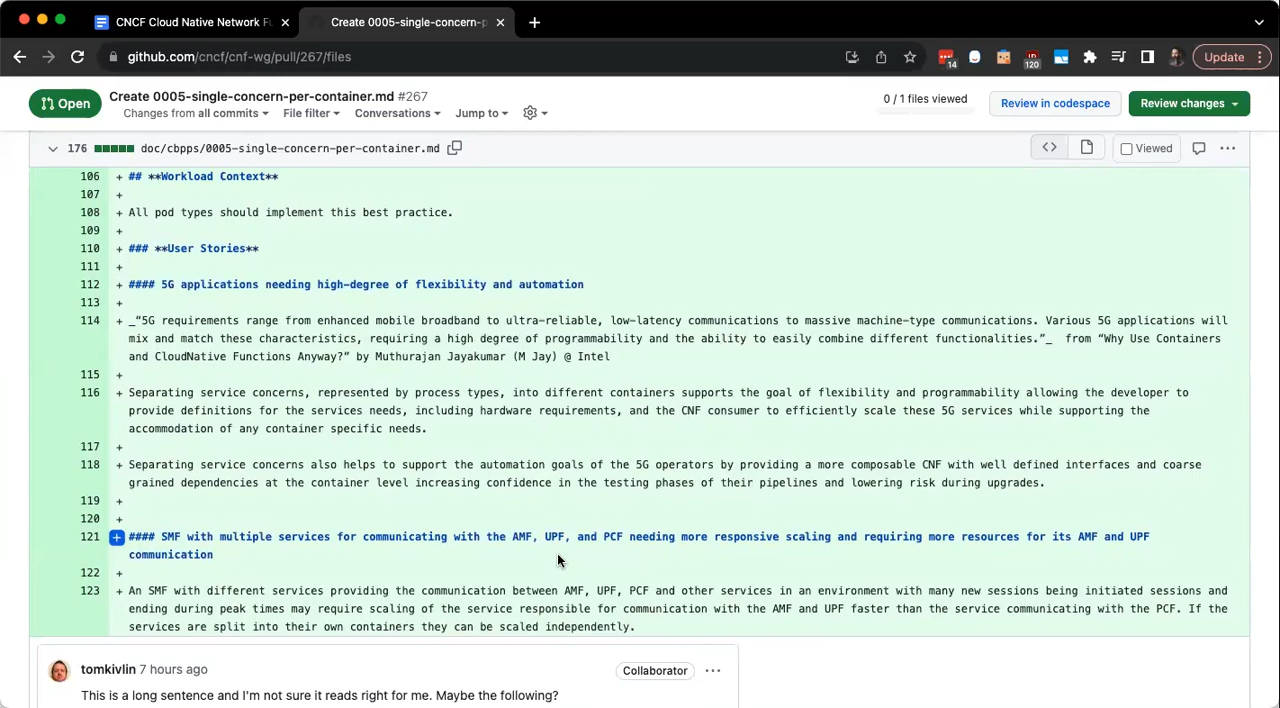 CNCF Cloud Native Network Fu
Create 0005-single-concern-p
github.com/cncf/cnf-wg/pull/267/files
14
120
Update
Open
Create 0005-single-concern-per-container.md #267
Changes from all commits
File filter
Conversations
Jump to
0 / 1 files viewed
Review in codespace
Review changes
176
doc/cbpps/0005-single-concern-per-container.md
Viewed
106 + ## **Workload Context**
107 +
108 + All pod types should implement this best practice.
109 +
110 + ### **User Stories**
111 +
112 + #### 5G applications needing high-degree of flexibility and automation
113 +
114 + _“5G requirements range from enhanced mobile broadband to ultra-reliable, low-latency communications to massive machine-type communications. Various 5G applications will
mix and match these characteristics, requiring a high degree of programmability and the ability to easily combine different functionalities.”_  from “Why Use Containers
and CloudNative Functions Anyway?” by Muthurajan Jayakumar (M Jay) @ Intel
115 +
116 + Separating service concerns, represented by process types, into different containers supports the goal of flexibility and programmability allowing the developer to
provide definitions for the services needs, including hardware requirements, and the CNF consumer to efficiently scale these 5G services while supporting the
accommodation of any container specific needs.
117 +
118 + Separating service concerns also helps to support the automation goals of the 5G operators by providing a more composable CNF with well defined interfaces and coarse
grained dependencies at the container level increasing confidence in the testing phases of their pipelines and lowering risk during upgrades.
119 +
120 +
121 + #### SMF with multiple services for communicating with the AMF, UPF, and PCF needing more responsive scaling and requiring more resources for its AMF and UPF
communication
122 +
123 + An SMF with different services providing the communication between AMF, UPF, PCF and other services in an environment with many new sessions being initiated sessions and
ending during peak times may require scaling of the service responsible for communication with the AMF and UPF faster than the service communicating with the PCF. If the
services are split into their own containers they can be scaled independently.
tomkivlin 7 hours ago
Collaborator
This is a long sentence and I'm not sure it reads right for me. Maybe the following?